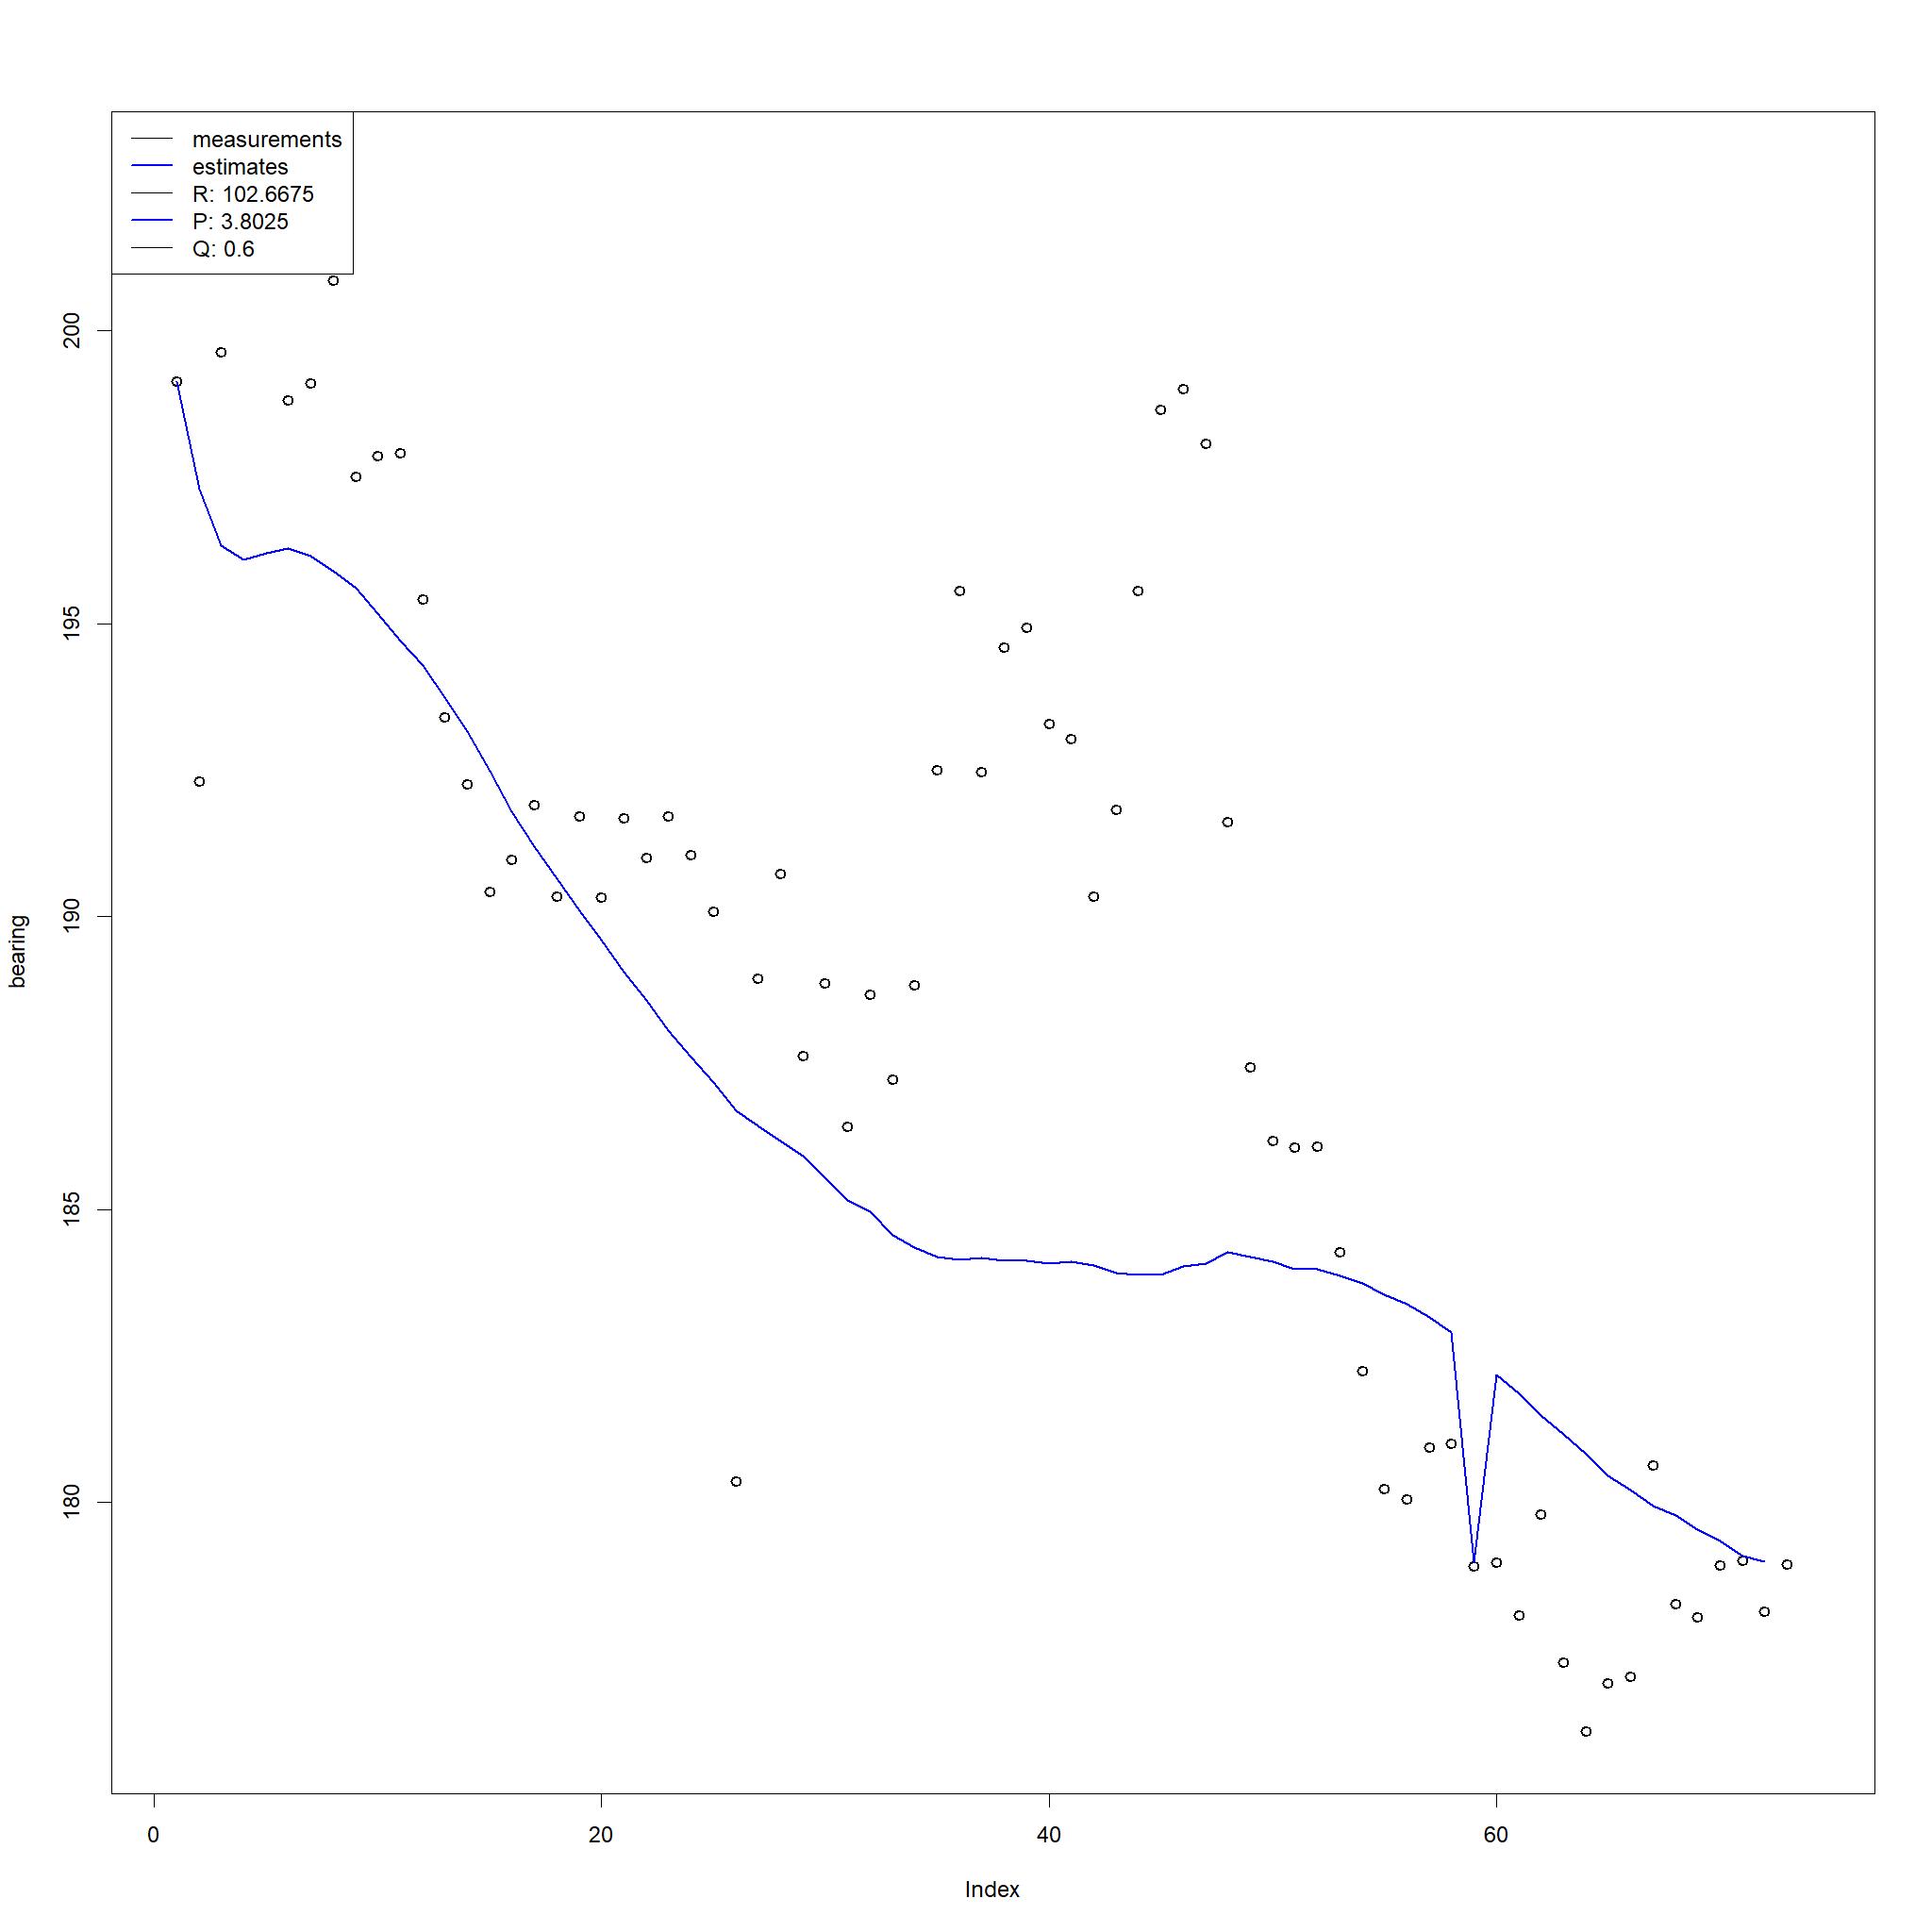 measurements
estimates
R: 102.6675
P: 3.8025
Q: 0.6
200
195
190
185
180
bearing
0 20 40 60
Index